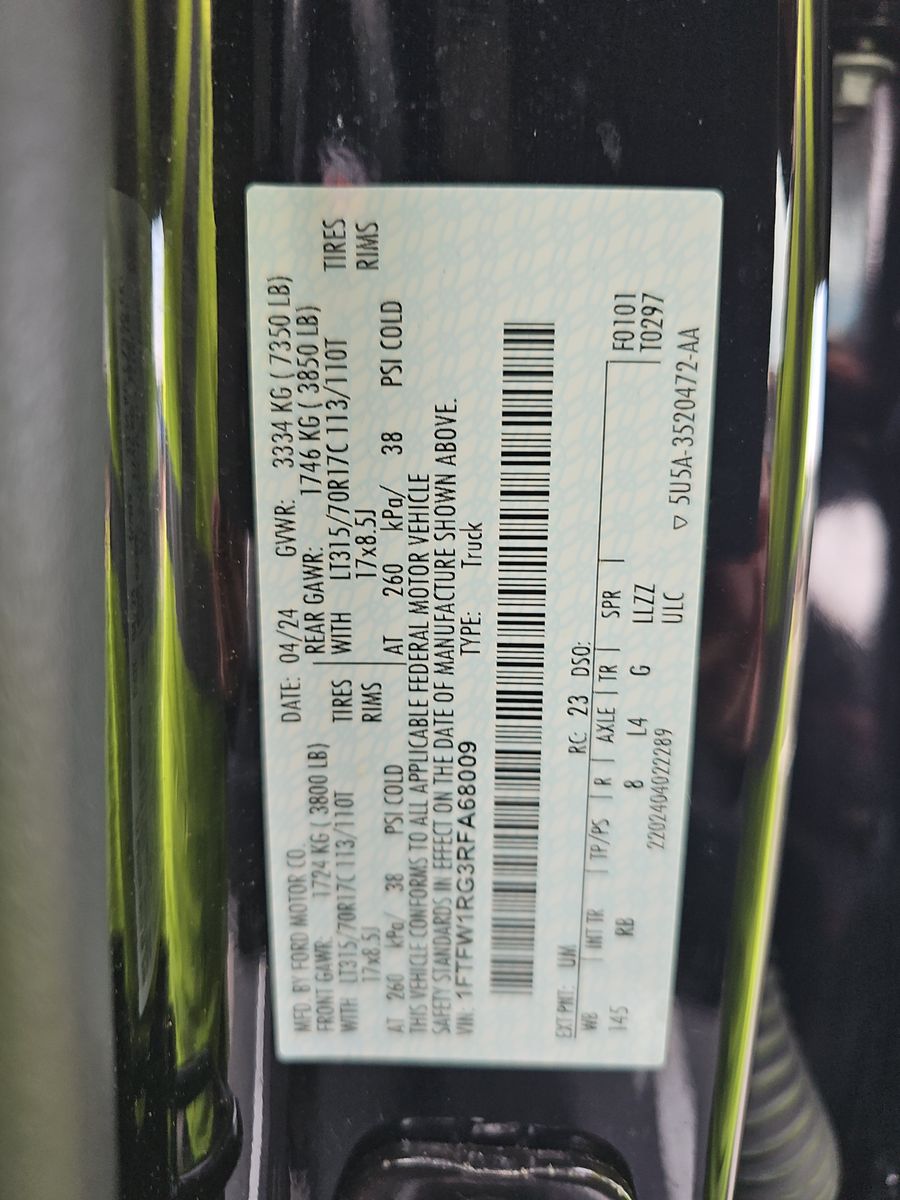 MFD. BY FORD MOTOR CO. DATE: 04/24 GVWR: 3334 KG ( 7350 LB)
FRONT GAWR: 1724 KG ( 3800 LB) REAR GAWR: 1746 KG ( 3850 LB)
WITH LT315/70R17C 113/110T TIRES WITH LT315/70R17C 113/110T TIRES
17x8.5J RIMS 17x8.5J RIMS
AT 260 kPa/ 38 PSI COLD AT 260 kPa/ 38 PSI COLD
THIS VEHICLE CONFORMS TO ALL APPLICABLE FEDERAL MOTOR VEHICLE
SAFETY STANDARDS IN EFFECT ON THE DATE OF MANUFACTURE SHOWN ABOVE.
VIN: 1FTFW1RG3RFA68009 TYPE: Truck
EXT PNT: UM RC: 23 DSO:
WB INT TR TP/PS R AXLE TR SPR F0101
145 RB 8 L4 G LLZZ T0297
2202404022289 ULC ▽ 5U5A-3520472-AA